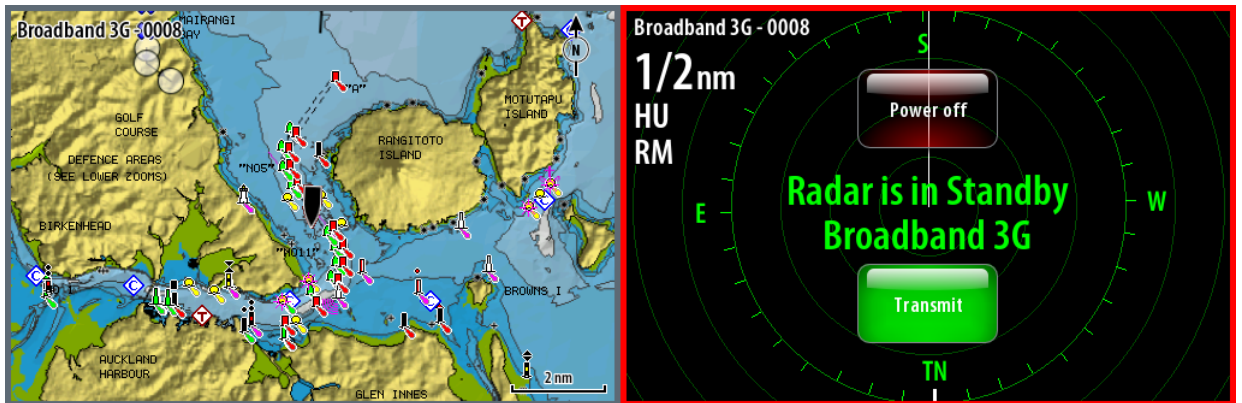 Broadband 3G - 0008
MAIRANGI
BAY
N
"A"
MOTUTAPU
ISLAND
GOLF
COURSE
RANGITOTO
ISLAND
DEFENCE AREAS
(SEE LOWER ZOOMS)
"NO5"
BIRKENHEAD
"NO11"
BROWNS I
AUCKLAND
HARBOUR
GLEN INNES
2 nm
T
T
C
C
C
C
Broadband 3G - 0008
1/2 nm
HU
RM
S
Power off
Radar is in Standby
Broadband 3G
E
W
Transmit
TN